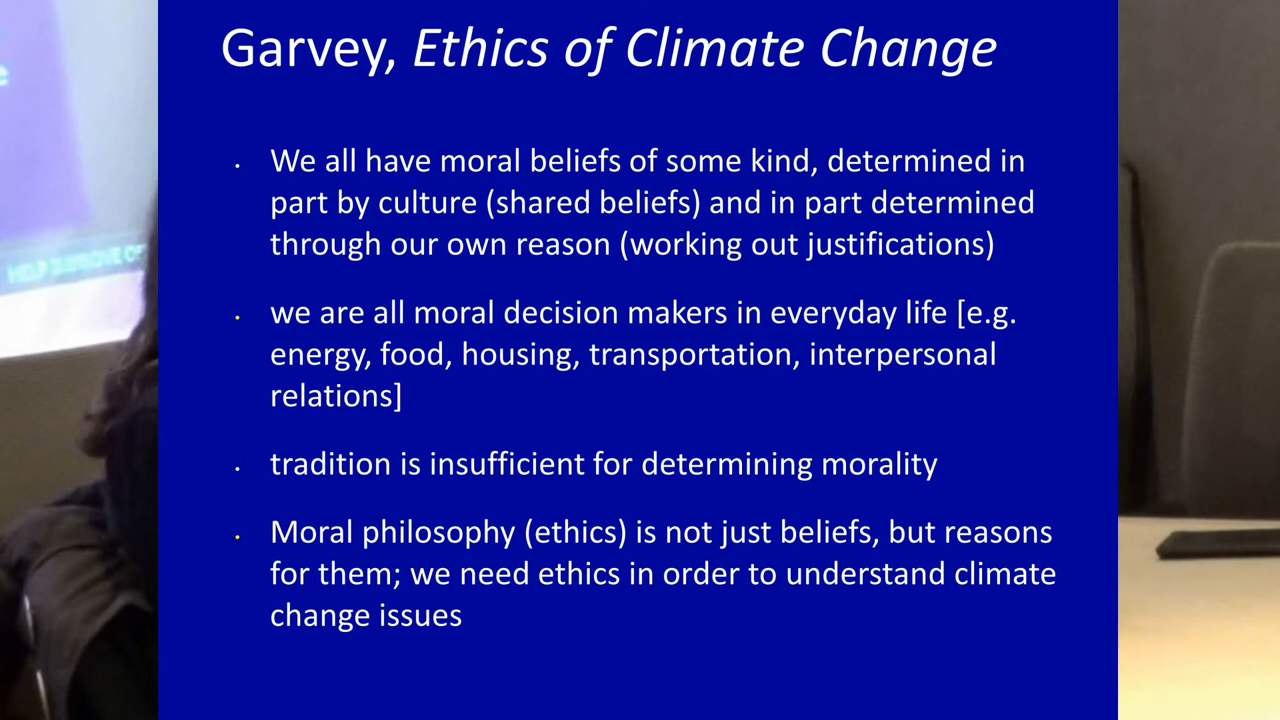 Garvey, Ethics of Climate Change
• We all have moral beliefs of some kind, determined in
part by culture (shared beliefs) and in part determined
through our own reason (working out justifications)
• we are all moral decision makers in everyday life [e.g.
energy, food, housing, transportation, interpersonal
relations]
• tradition is insufficient for determining morality
• Moral philosophy (ethics) is not just beliefs, but reasons
for them; we need ethics in order to understand climate
change issues